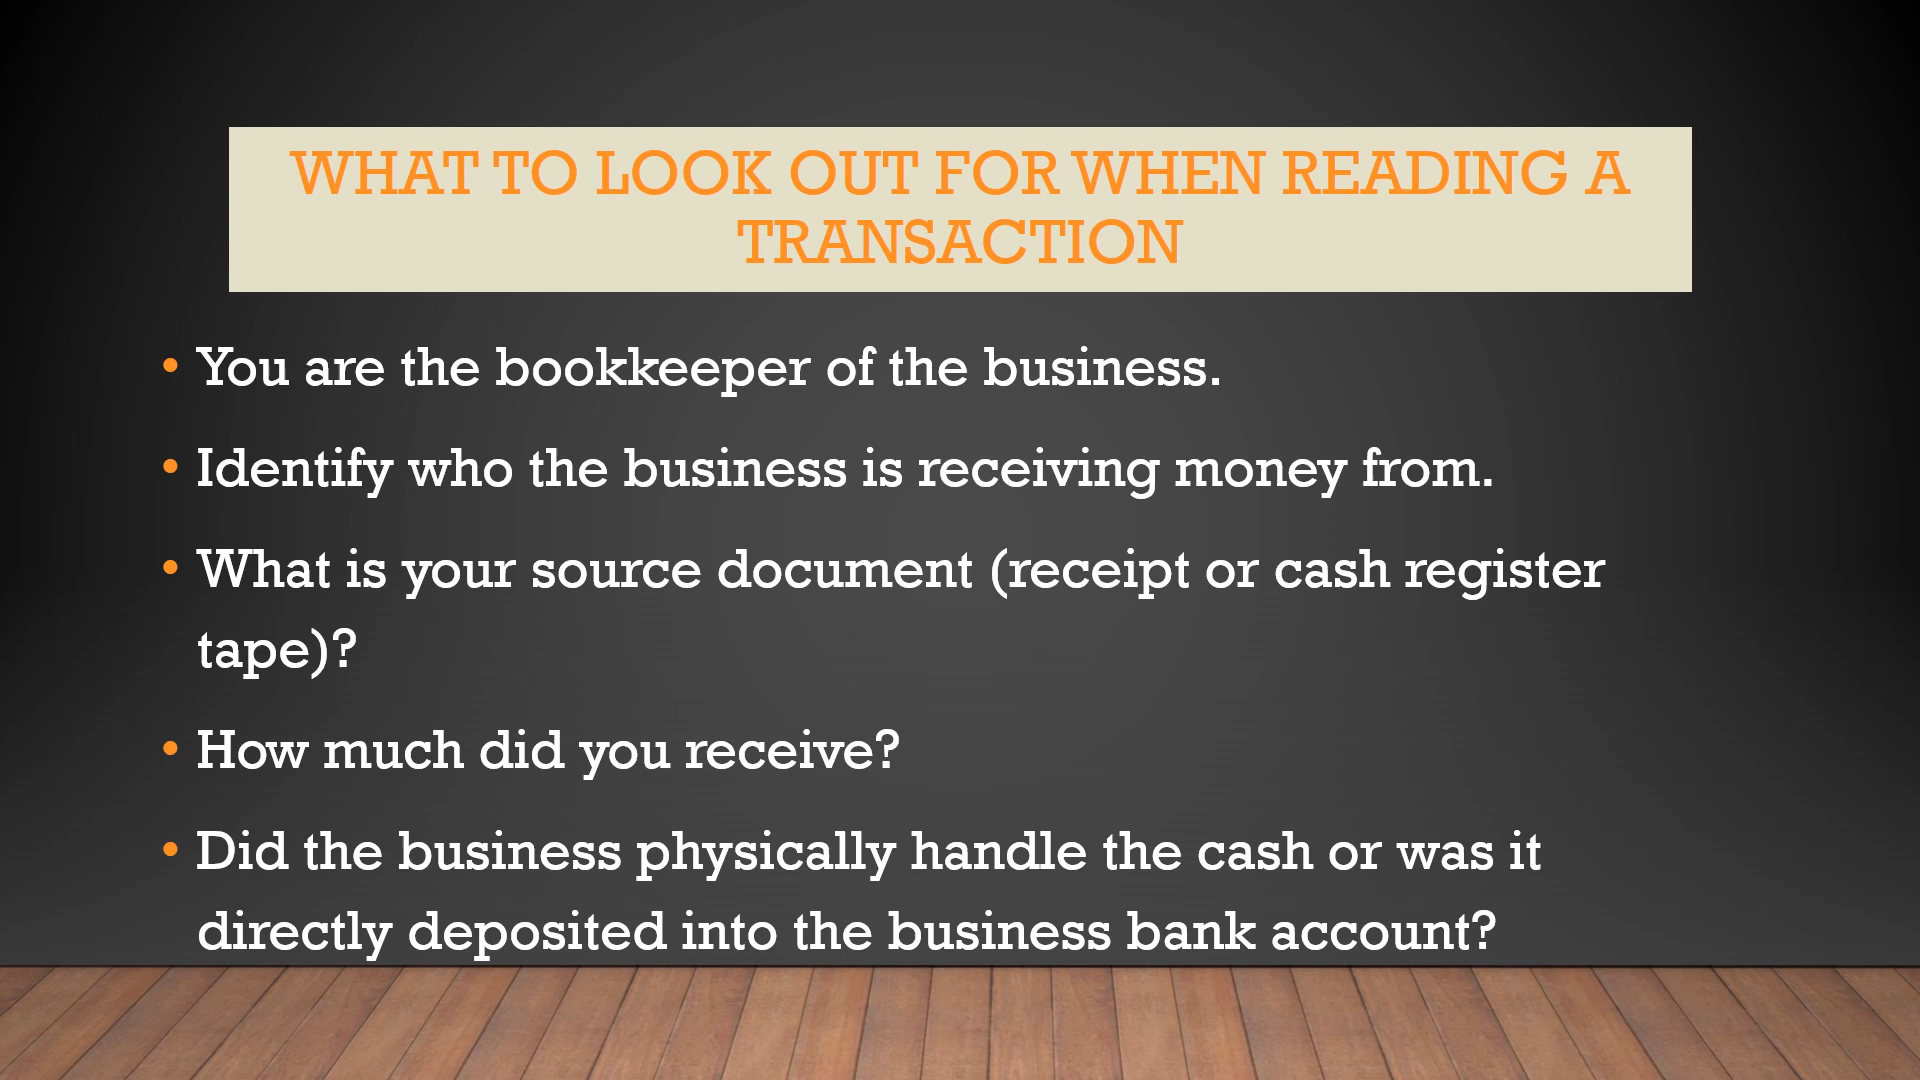 WHAT TO LOOK OUT FOR WHEN READING A
TRANSACTION
• You are the bookkeeper of the business.
• Identify who the business is receiving money from.
• What is your source document (receipt or cash register
tape)?
• How much did you receive?
• Did the business physically handle the cash or was it
directly deposited into the business bank account?